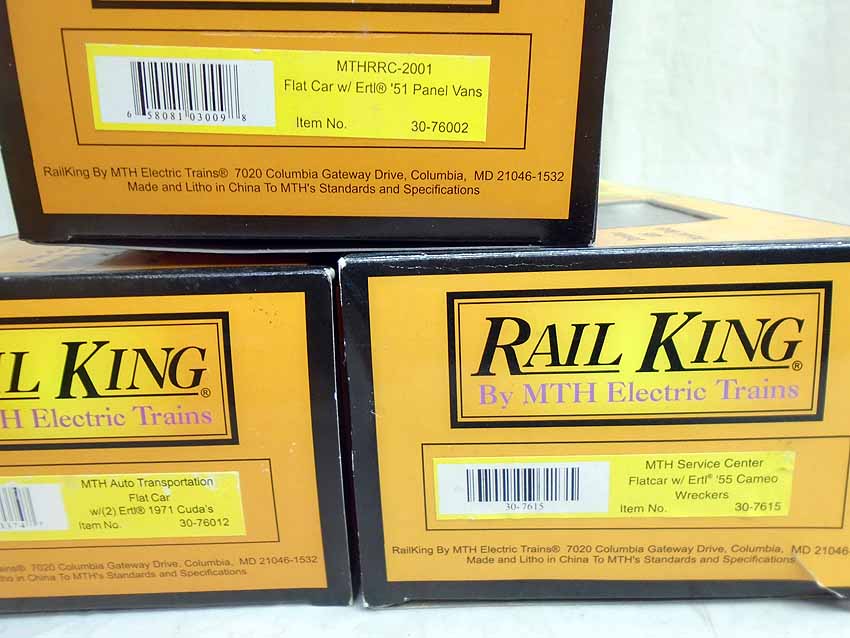 MTHRRC-2001
Flat Car w/ Ertl® '51 Panel Vans
Item No. 30-76002
6 58081 03009 8
RailKing By MTH Electric Trains® 7020 Columbia Gateway Drive, Columbia, MD 21046-1532
Made and Litho in China To MTH's Standards and Specifications
IL KING®
H Electric Trains
MTH Auto Transportation
Flat Car
w/(2) Ertl® 1971 Cuda's
Item No. 30-76012
Trains® 7020 Columbia Gateway Drive, Columbia, MD 21046-1532
in China To MTH's Standards and Specifications
RAIL KING®
By MTH Electric Trains
MTH Service Center
Flatcar w/ Ertl® '55 Cameo
Wreckers
Item No. 30-7615
30-7615
RailKing By MTH Electric Trains® 7020 Columbia Gateway Drive, Columbia, MD 21046
Made and Litho in China To MTH's Standards and Specifications